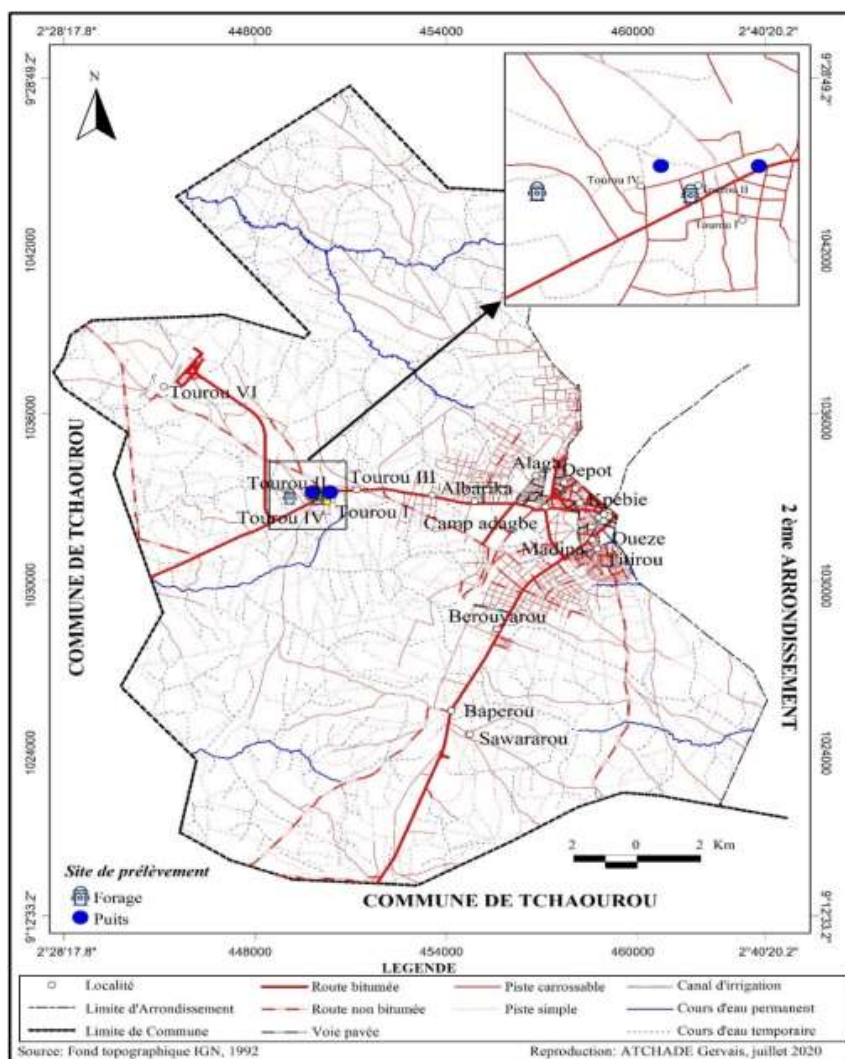 2°28'17.8" 448000 454000 460000 2°40'20.2"
9°28'49.2" 9°28'49.2"
N
Tourou IV
Tourou II
Tourou I
1042000 1042000
Tourou VI
1036000 1036000
Tourou II
Tourou III
Albarika
Alaga
Depot
Kpébie
Tourou IV
Tourou I
Camp adagbe
Dueze
Madina
Titirou
COMMUNE DE TCHAOUROU
2 ème ARRONDISSEMENT
1030000 1030000
Berouyarou
Baperou
Sawararou
1024000 1024000
2 0 2 Km
Site de prélèvement
Forage
Puits
COMMUNE DE TCHAOUROU
9°12'33.2" 9°12'33.2"
2°28'17.8" 448000 454000 460000 2°40'20.2"
LEGENDE
Localité Route bitumée Piste carrossable Canal d'irrigation
Limite d'Arrondissement Route non bitumée Piste simple Cours d'eau permanent
Limite de Commune Voie pavée Cours d'eau temporaire
Source: Fond topographique IGN, 1992 Reproduction: ATCHADE Gervais, juillet 2020